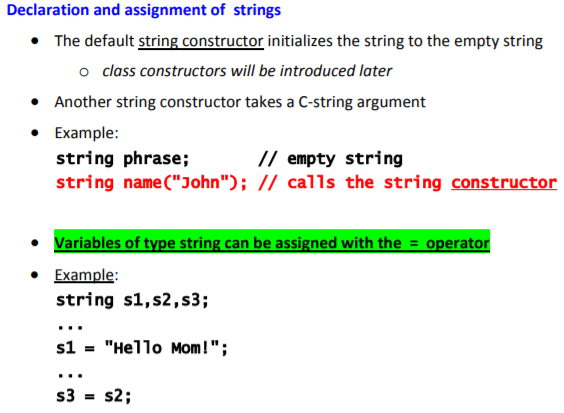 Declaration and assignment of strings
• The default string constructor initializes the string to the empty string
o class constructors will be introduced later
• Another string constructor takes a C-string argument
• Example:
string phrase; // empty string
string name("John"); // calls the string constructor
• Variables of type string can be assigned with the = operator
• Example:
string s1,s2,s3;
...
s1 = "Hello Mom!";
...
s3 = s2;